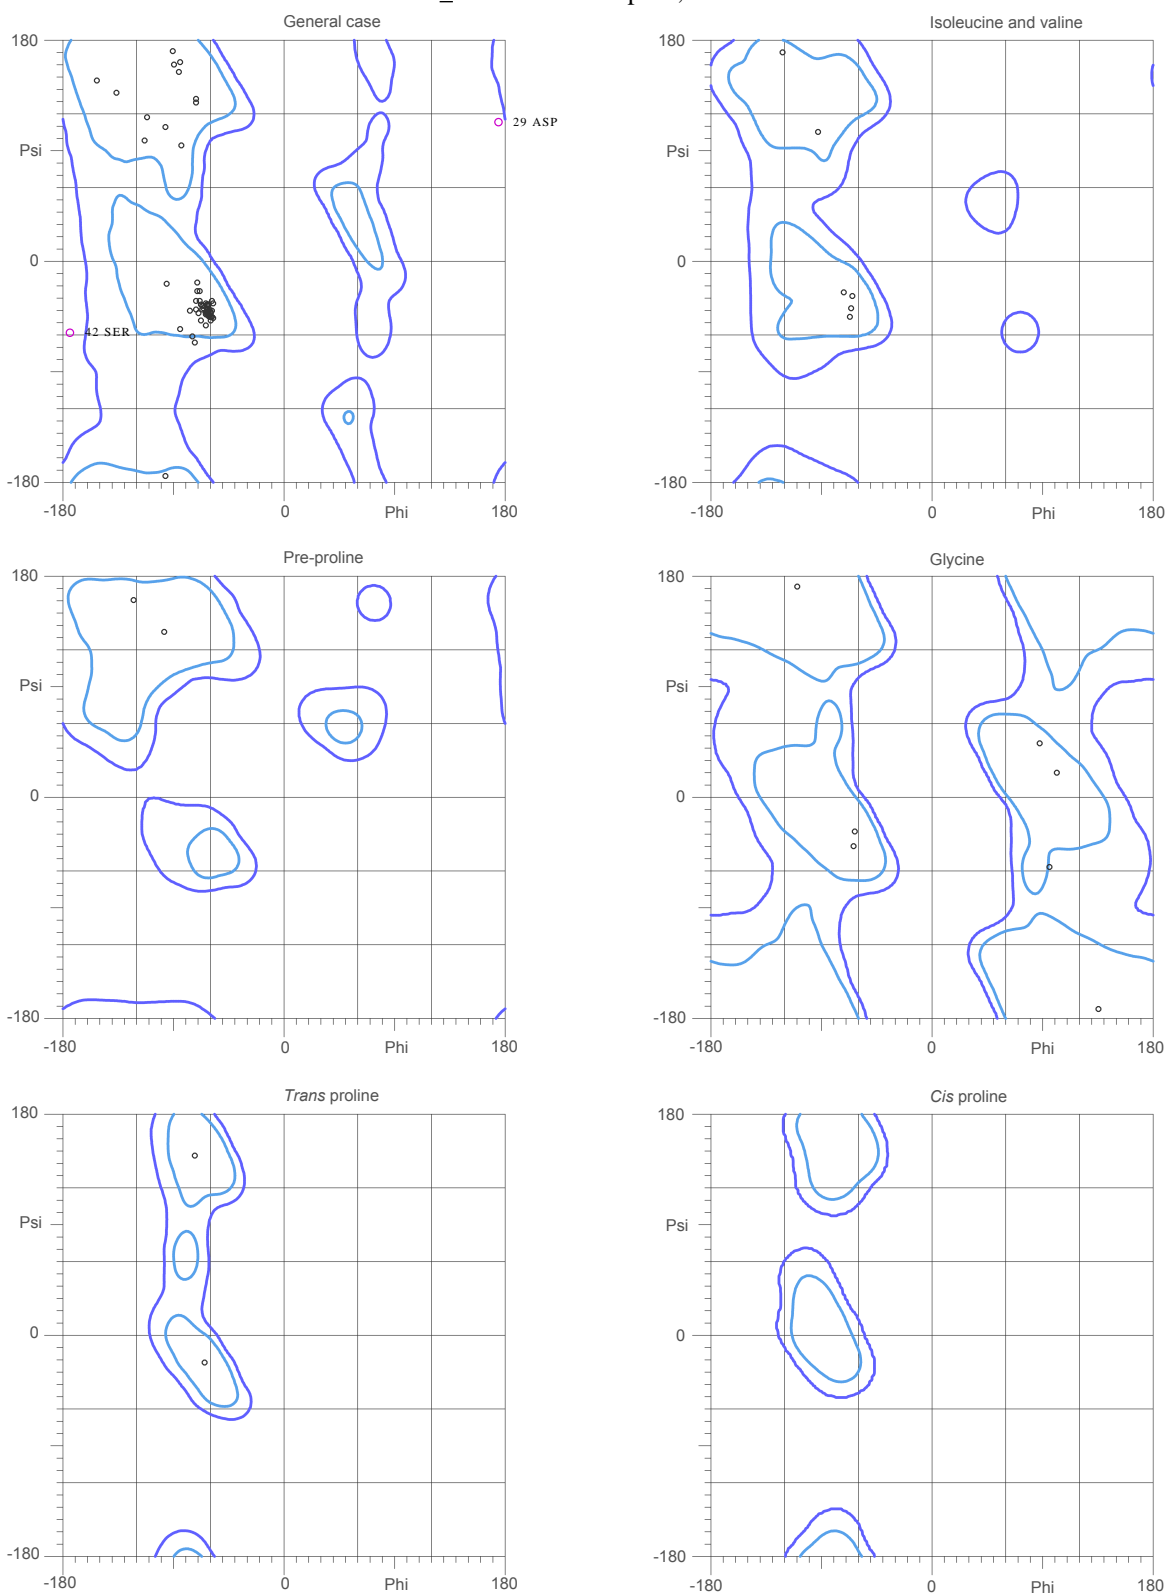 General case
Isoleucine and valine
180
180
29 ASP
Psi
Psi
0
0
42 SER
-180
-180
-180
0
Phi
180
-180
0
Phi
180
Pre-proline
Glycine
180
180
Psi
Psi
0
0
-180
-180
-180
0
Phi
180
-180
0
Phi
180
Trans proline
Cis proline
180
180
Psi
Psi
0
0
-180
-180
-180
0
Phi
180
-180
0
Phi
180